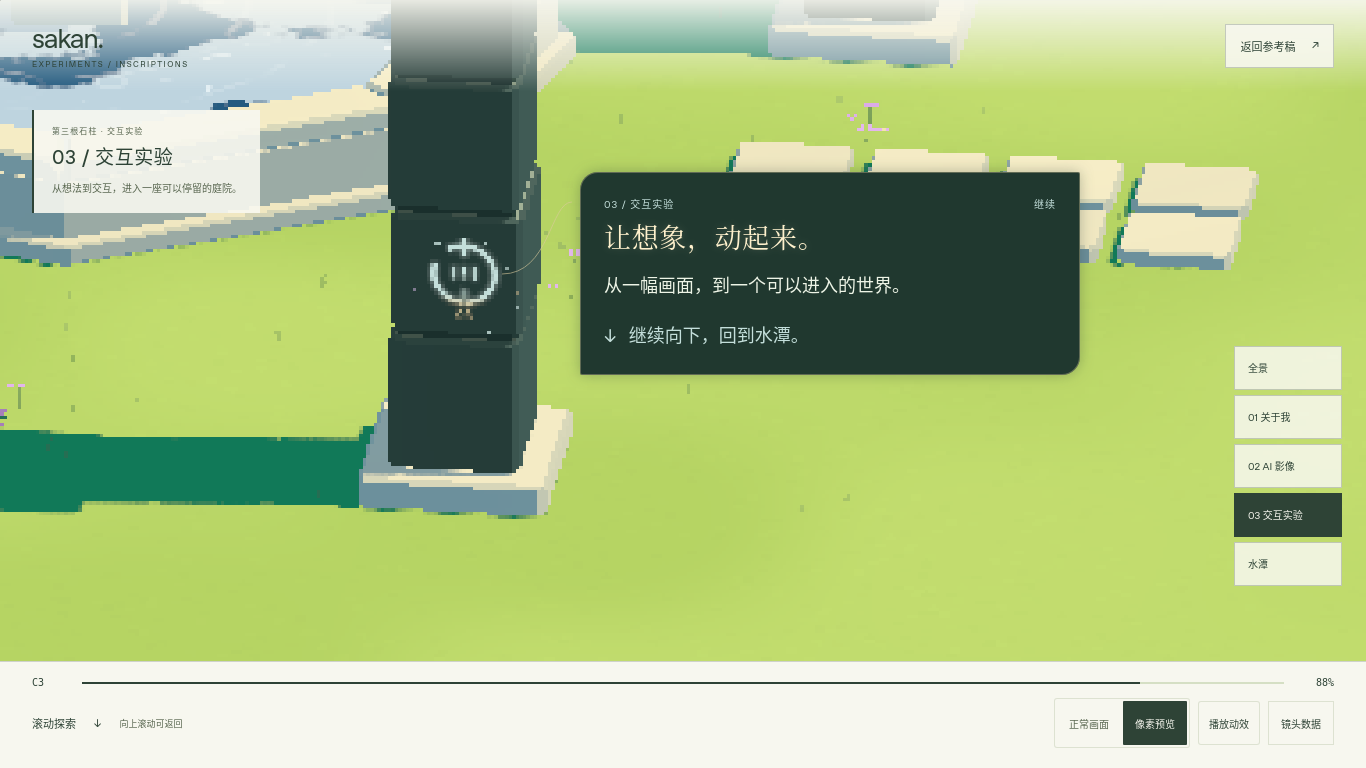 sakan.
EXPERIMENTS / INSCRIPTIONS
返回参考稿 ↗
第三根石柱 · 交互实验
03 / 交互实验
从想法到交互，进入一座可以停留的庭院。
03 / 交互实验
继续
让想象，动起来。
从一幅画面，到一个可以进入的世界。
↓ 继续向下，回到水潭。
全景
01 关于我
02 AI 影像
03 交互实验
水潭
C3
88%
滚动探索 ↓ 向上滚动可返回
正常画面
像素预览
播放动效
镜头数据